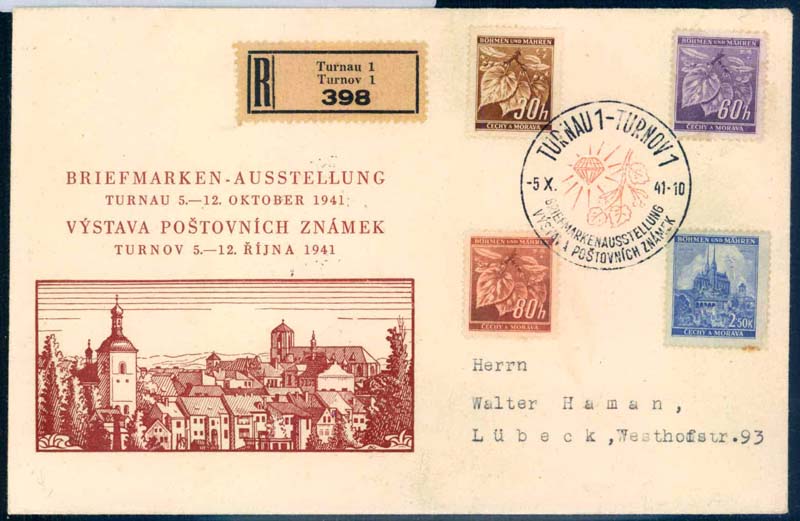 R
Turnau 1
Turnov 1
398
BRIEFMARKEN-AUSSTELLUNG
TURNAU 5.—12. OKTOBER 1941
VÝSTAVA POŠTOVNÍCH ZNÁMEK
TURNOV 5.—12. ŘÍJNA 1941
BÖHMEN UND MÄHREN
30h
ČECHY A MORAVA
BÖHMEN UND MÄHREN
60h
ČECHY A MORAVA
TURNAU 1-TURNOV 1
-5 X. 41-10
BRIEFMARKENAUSSTELLUNG
VÝSTAVA POŠTOVNÍCH ZNÁMEK
BÖHMEN UND MÄHREN
80h
ČECHY A MORAVA
BÖHMEN UND MÄHREN
2.50K
ČECHY A MORAVA
Herrn
Walter Haman,
Lübeck,Westhofstr.93